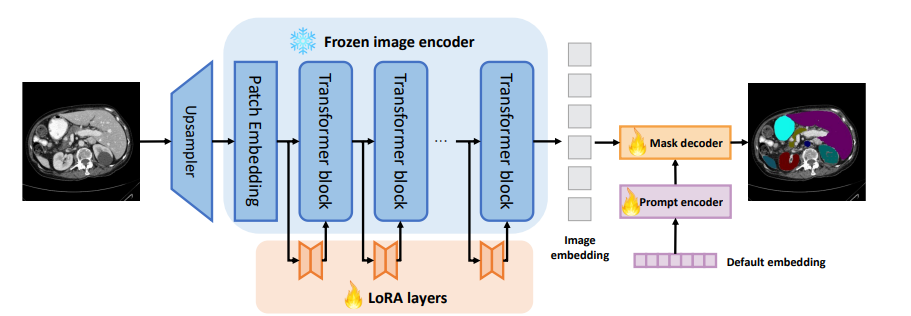 Frozen image encoder
Upsampler
Patch Embedding
Transformer block
Transformer block
...
Transformer block
Mask decoder
Prompt encoder
Image
embedding
Default embedding
LoRA layers